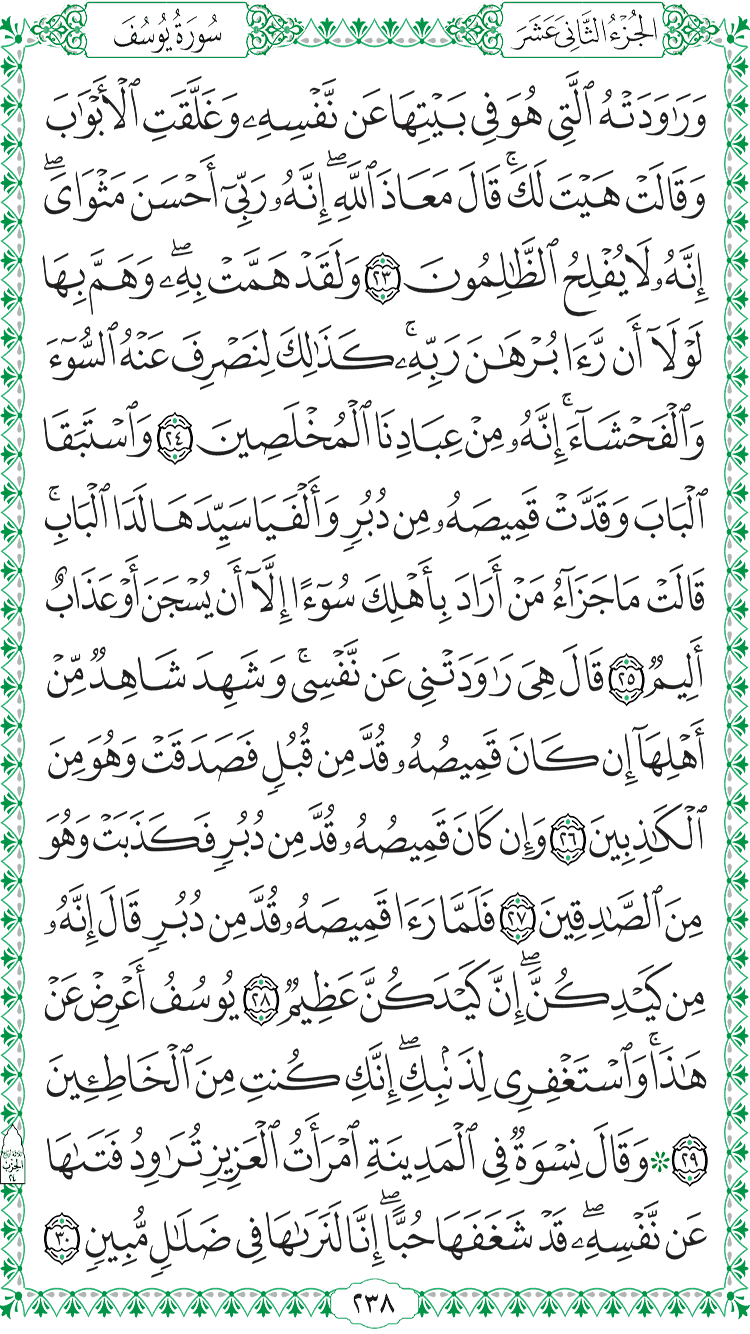 الجُزْءُ الثَّانِي عَشَرَ
سُورَةُ يُوسُفَ
وَرَٰوَدَتْهُ ٱلَّتِى هُوَ فِى بَيْتِهَا عَن نَّفْسِهِۦ وَغَلَّقَتِ ٱلْأَبْوَٰبَ
وَقَالَتْ هَيْتَ لَكَ ۚ قَالَ مَعَاذَ ٱللَّهِ ۖ إِنَّهُۥ رَبِّىٓ أَحْسَنَ مَثْوَاىَ ۖ
إِنَّهُۥ لَا يُفْلِحُ ٱلظَّٰلِمُونَ ٢٣ وَلَقَدْ هَمَّتْ بِهِۦ ۖ وَهَمَّ بِهَا
لَوْلَآ أَن رَّءَا بُرْهَٰنَ رَبِّهِۦ ۚ كَذَٰلِكَ لِنَصْرِفَ عَنْهُ ٱلسُّوٓءَ
وَٱلْفَحْشَآءَ ۚ إِنَّهُۥ مِنْ عِبَادِنَا ٱلْمُخْلَصِينَ ٢٤ وَٱسْتَبَقَا
ٱلْبَابَ وَقَدَّتْ قَمِيصَهُۥ مِن دُبُرٍ وَأَلْفَيَا سَيِّدَهَا لَدَا ٱلْبَابِ ۚ
قَالَتْ مَا جَزَآءُ مَنْ أَرَادَ بِأَهْلِكَ سُوٓءًا إِلَّآ أَن يُسْجَنَ أَوْ عَذَابٌ
أَلِيمٌ ٢٥ قَالَ هِىَ رَٰوَدَتْنِى عَن نَّفْسِى ۚ وَشَهِدَ شَاهِدٌ مِّنْ
أَهْلِهَآ إِن كَانَ قَمِيصُهُۥ قُدَّ مِن قُبُلٍ فَصَدَقَتْ وَهُوَ مِنَ
ٱلْكَٰذِبِينَ ٢٦ وَإِن كَانَ قَمِيصُهُۥ قُدَّ مِن دُبُرٍ فَكَذَبَتْ وَهُوَ
مِنَ ٱلصَّٰدِقِينَ ٢٧ فَلَمَّا رَءَا قَمِيصَهُۥ قُدَّ مِن دُبُرٍ قَالَ إِنَّهُۥ
مِن كَيْدِكُنَّ ۖ إِنَّ كَيْدَكُنَّ عَظِيمٌ ٢٨ يُوسُفُ أَعْرِضْ عَنْ
هَٰذَا ۚ وَٱسْتَغْفِرِى لِذَنۢبِكِ ۖ إِنَّكِ كُنتِ مِنَ ٱلْخَاطِـِٔينَ
٢٩ * وَقَالَ نِسْوَةٌ فِى ٱلْمَدِينَةِ ٱمْرَأَتُ ٱلْعَزِيزِ تُرَٰوِدُ فَتَىٰهَا
عَن نَّفْسِهِۦ ۖ قَدْ شَغَفَهَا حُبًّا ۖ إِنَّا لَنَرَىٰهَا فِى ضَلَٰلٍ مُّبِينٍ ٣٠
الحزب
٢٤
٢٣٨